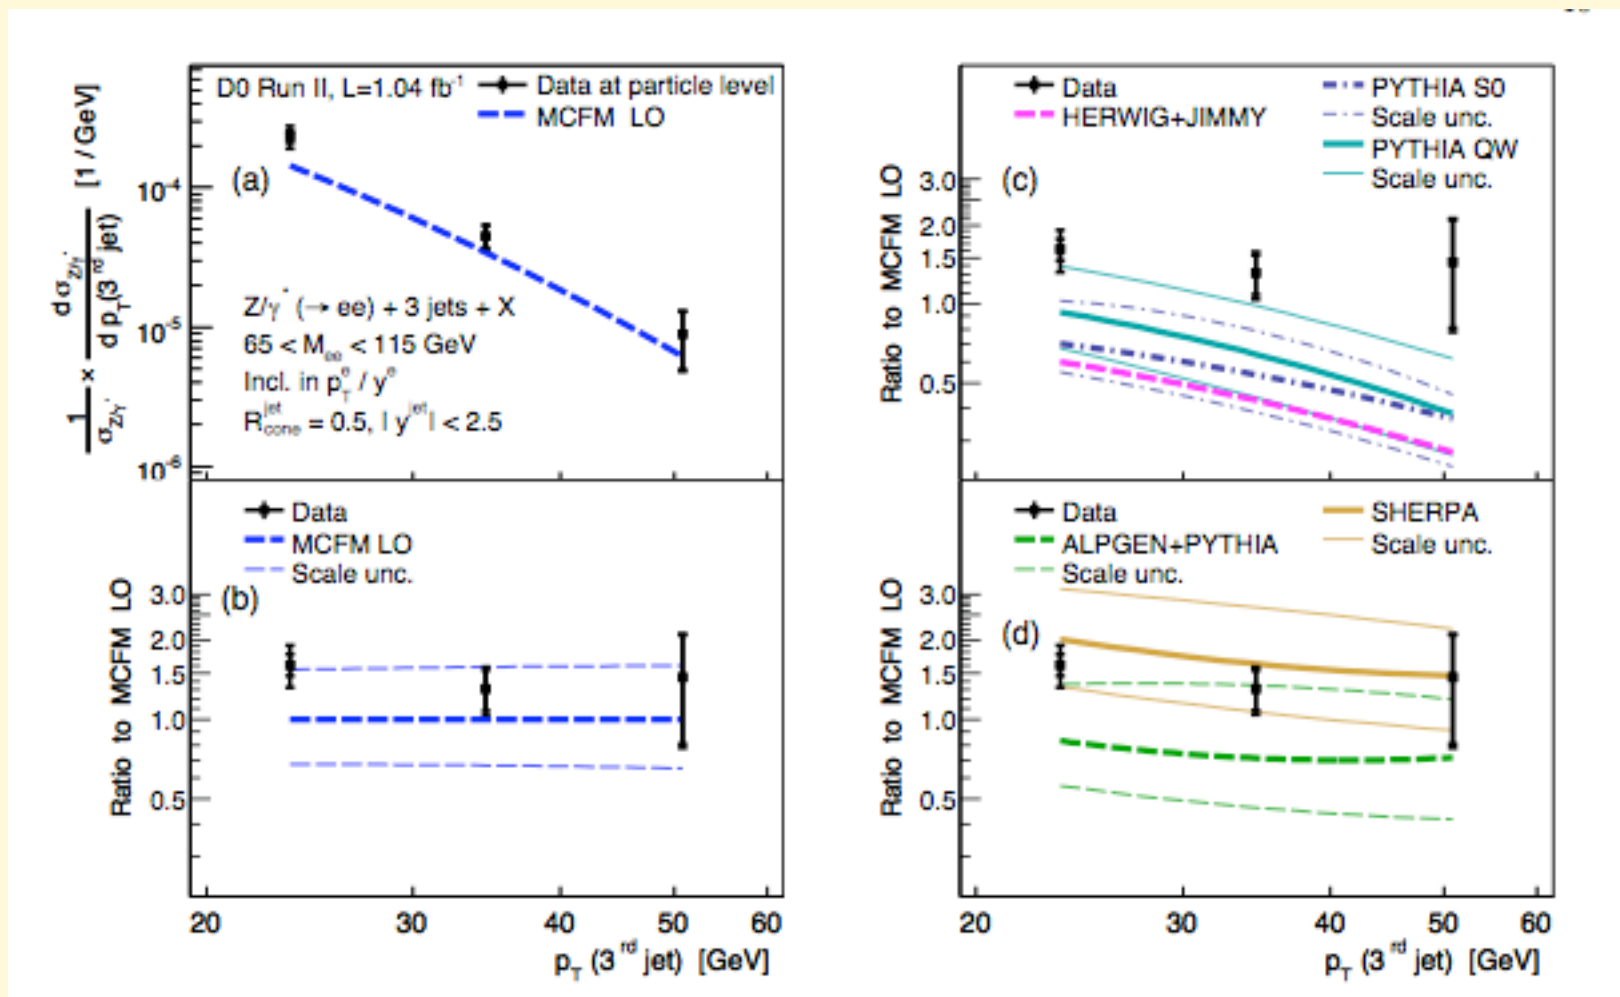 D0 Run II, L=1.04 fb⁻¹
Data at particle level
MCFM LO
(a)
Z/γ* (→ ee) + 3 jets + X
65 < M_ee < 115 GeV
Incl. in p_T^e / y^e
R_cone^jet = 0.5, | y^jet | < 2.5
1/σ_Z/γ* × d σ_Z/γ* / d p_T(3rd jet) [1 / GeV]
10⁻⁴
10⁻⁵
10⁻⁶
Data
MCFM LO
Scale unc.
(b)
Ratio to MCFM LO
3.0
2.0
1.5
1.0
0.5
20 30 40 50 60
p_T (3rd jet) [GeV]
Data
HERWIG+JIMMY
PYTHIA S0
Scale unc.
PYTHIA QW
Scale unc.
(c)
Ratio to MCFM LO
3.0
2.0
1.5
1.0
0.5
Data
ALPGEN+PYTHIA
Scale unc.
SHERPA
Scale unc.
(d)
Ratio to MCFM LO
3.0
2.0
1.5
1.0
0.5
20 30 40 50 60
p_T (3rd jet) [GeV]